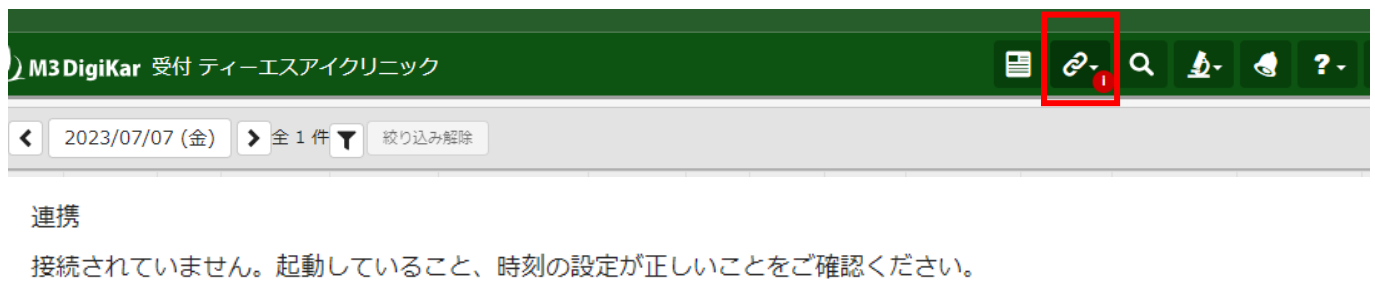 M3 DigiKar 受付 ティーエスアイクリニック ?
2023/07/07 (金) 全 1 件 絞り込み解除
連携
接続されていません。起動していること、時刻の設定が正しいことをご確認ください。